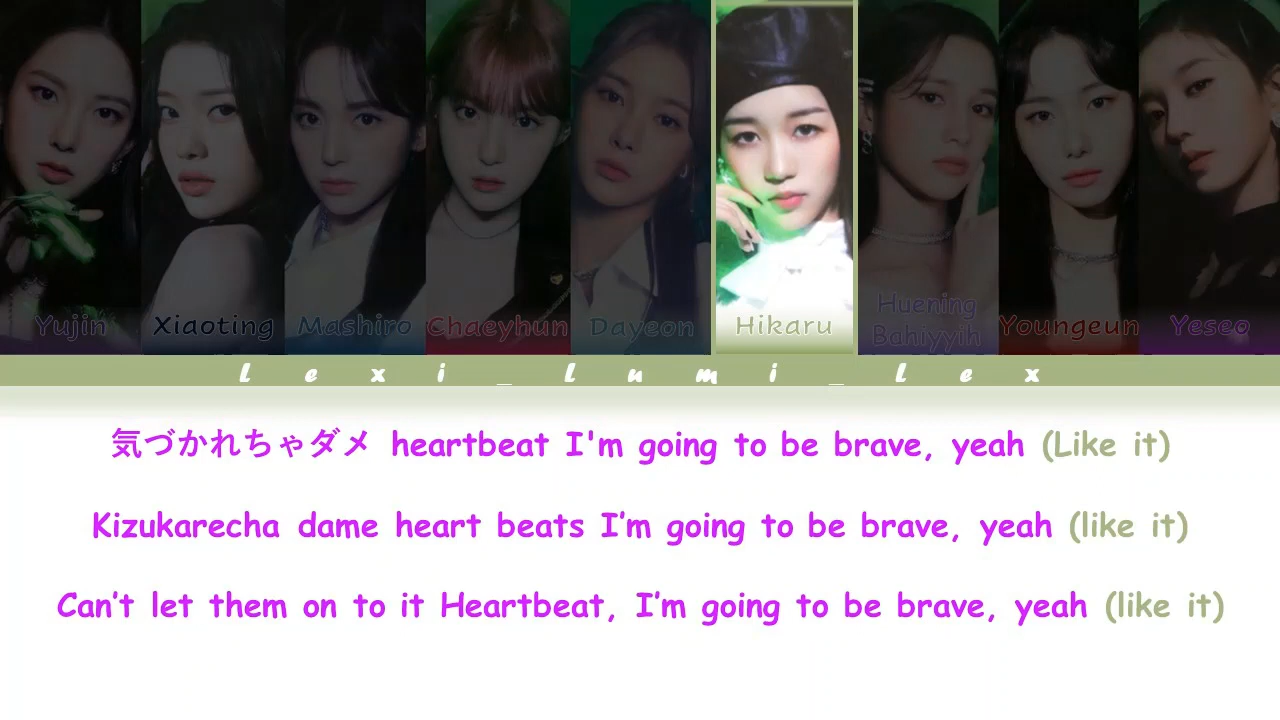 Yujin Xiaoting Mashiro Chaeyhun Dayeon Hikaru Huening Bahiyyih Youngeun Yeseo
lexi_lumi_lex
気づかれちゃダメ heartbeat I'm going to be brave, yeah (Like it)
Kizukarecha dame heart beats I’m going to be brave, yeah (like it)
Can’t let them on to it Heartbeat, I’m going to be brave, yeah (like it)